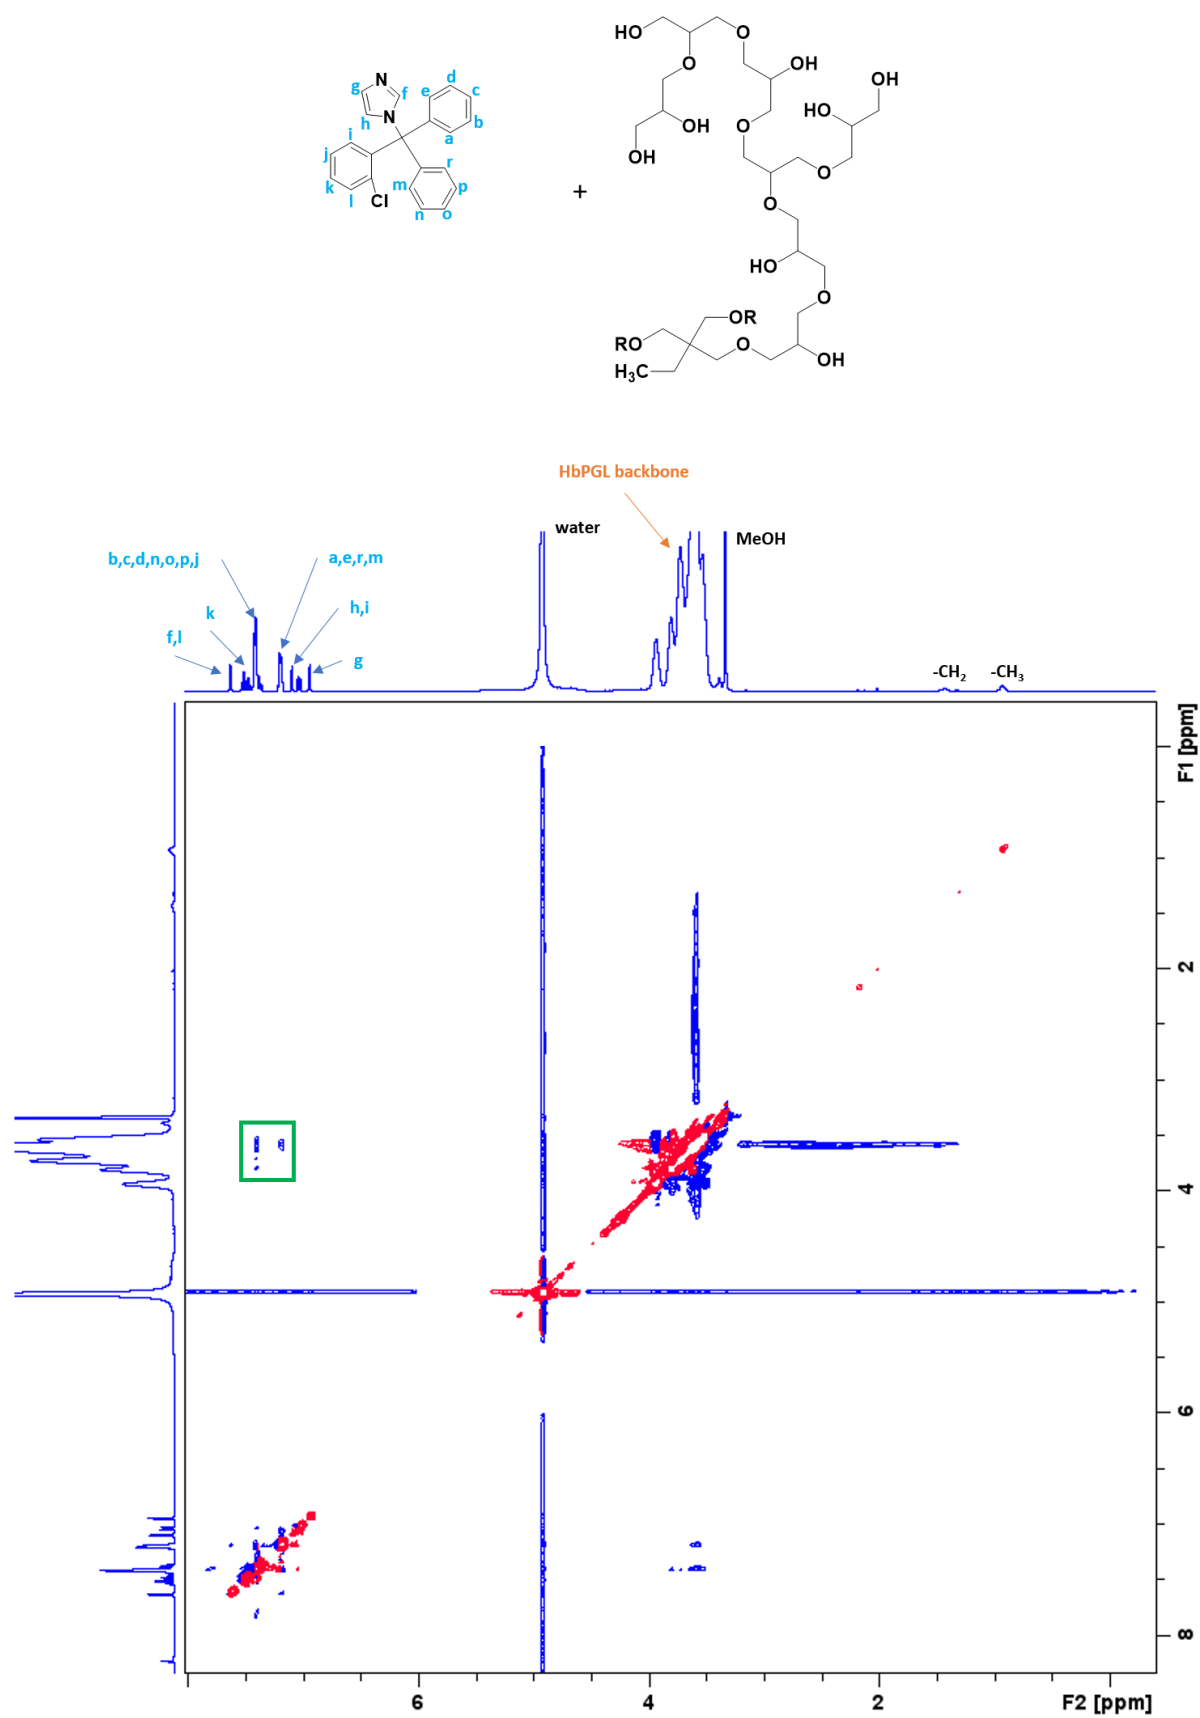 HO
O
O
OH
OH
OH
HO
O
O
O
HO
O
RO
OR
O
OH
H₃C
OH
g
N
f
h
N
e
d
c
b
a
i
j
k
l
Cl
m
r
p
n
o
+
HbPGL backbone
water
MeOH
b,c,d,n,o,p,j
a,e,r,m
k
h,i
f,l
g
-CH₂
-CH₃
F1 [ppm]
2
4
6
8
6
4
2
F2 [ppm]